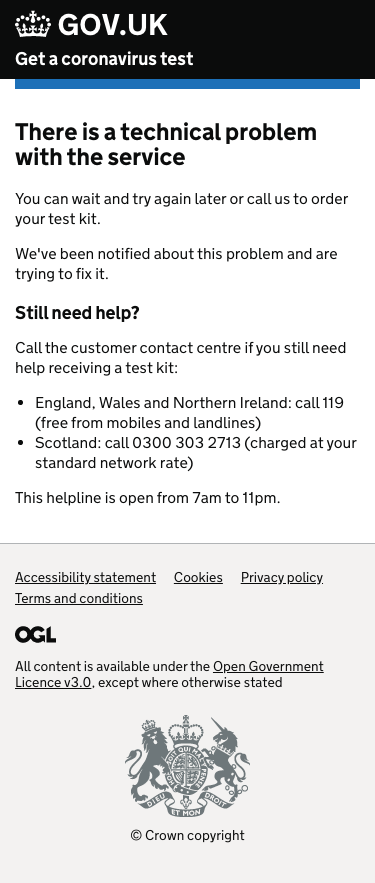 GOV.UK
Get a coronavirus test
There is a technical problem
with the service
You can wait and try again later or call us to order
your test kit.
We've been notified about this problem and are
trying to fix it.
Still need help?
Call the customer contact centre if you still need
help receiving a test kit:
England, Wales and Northern Ireland: call 119
(free from mobiles and landlines)
Scotland: call 0300 303 2713 (charged at your
standard network rate)
This helpline is open from 7am to 11pm.
Accessibility statement Cookies Privacy policy
Terms and conditions
OGL
All content is available under the Open Government
Licence v3.0, except where otherwise stated
DIEU ET MON DROIT
© Crown copyright